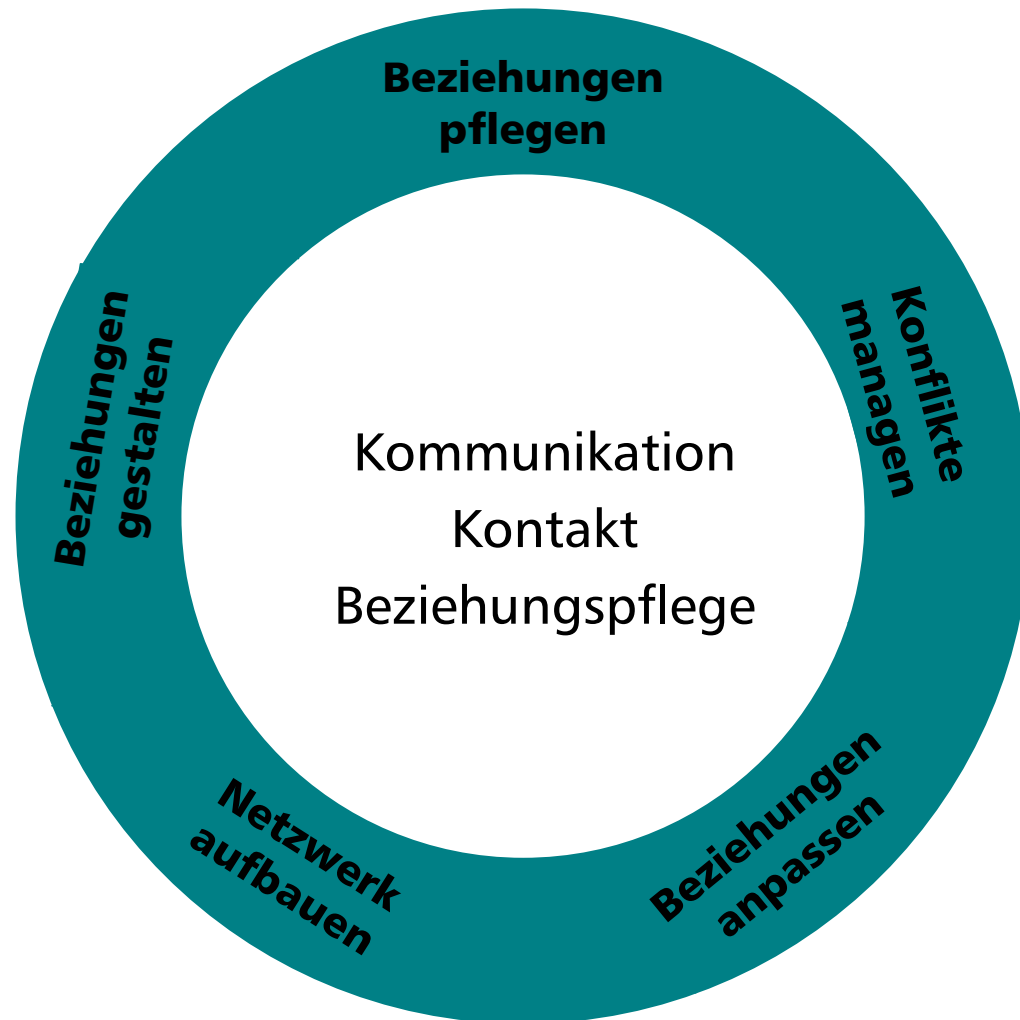 Beziehungen
pflegen
Konflikte
managen
Beziehungen
anpassen
Netzwerk
aufbauen
Beziehungen
gestalten
Kommunikation
Kontakt
Beziehungspflege